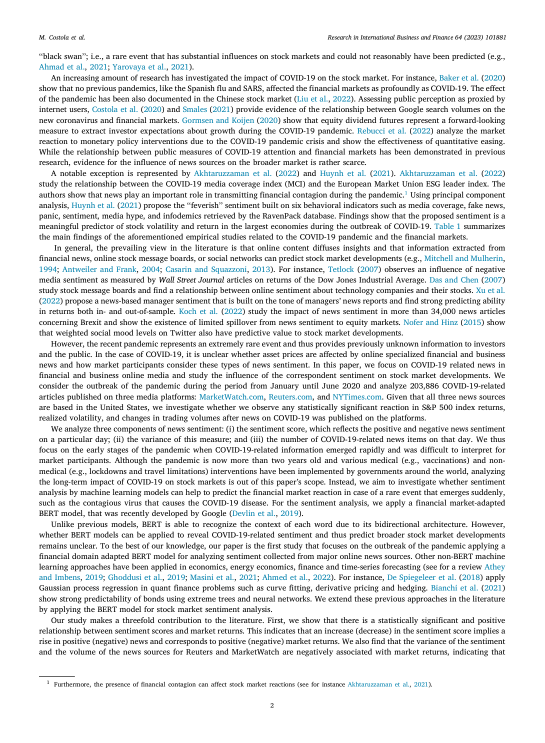 M. Costola et al.
Research in International Business and Finance 64 (2023) 101881
“black swan”; i.e., a rare event that has substantial influences on stock markets and could not reasonably have been predicted (e.g.,
Ahmad et al., 2021; Yarovaya et al., 2021).
An increasing amount of research has investigated the impact of COVID-19 on the stock market. For instance, Baker et al. (2020)
show that no previous pandemics, like the Spanish flu and SARS, affected the financial markets as profoundly as COVID-19. The effect
of the pandemic has been also documented in the Chinese stock market (Liu et al., 2022). Assessing public perception as proxied by
internet users, Costola et al. (2020) and Smales (2021) provide evidence of the relationship between Google search volumes on the
new coronavirus and financial markets. Gormsen and Koijen (2020) show that equity dividend futures represent a forward-looking
measure to extract investor expectations about growth during the COVID-19 pandemic. Rebucci et al. (2022) analyze the market
reaction to monetary policy interventions due to the COVID-19 pandemic crisis and show the effectiveness of quantitative easing.
While the relationship between public measures of COVID-19 attention and financial markets has been demonstrated in previous
research, evidence for the influence of news sources on the broader market is rather scarce.
A notable exception is represented by Akhtaruzzaman et al. (2022) and Huynh et al. (2021). Akhtaruzzaman et al. (2022)
study the relationship between the COVID-19 media coverage index (MCI) and the European Market Union ESG leader index. The
authors show that news play an important role in transmitting financial contagion during the pandemic.1 Using principal component
analysis, Huynh et al. (2021) propose the “feverish” sentiment built on six behavioral indicators such as media coverage, fake news,
panic, sentiment, media hype, and infodemics retrieved by the RavenPack database. Findings show that the proposed sentiment is a
meaningful predictor of stock volatility and return in the largest economies during the outbreak of COVID-19. Table 1 summarizes
the main findings of the aforementioned empirical studies related to the COVID-19 pandemic and the financial markets.
In general, the prevailing view in the literature is that online content diffuses insights and that information extracted from
financial news, online stock message boards, or social networks can predict stock market developments (e.g., Mitchell and Mulherin,
1994; Antweiler and Frank, 2004; Casarin and Squazzoni, 2013). For instance, Tetlock (2007) observes an influence of negative
media sentiment as measured by Wall Street Journal articles on returns of the Dow Jones Industrial Average. Das and Chen (2007)
study stock message boards and find a relationship between online sentiment about technology companies and their stocks. Xu et al.
(2022) propose a news-based manager sentiment that is built on the tone of managers’ news reports and find strong predicting ability
in returns both in- and out-of-sample. Koch et al. (2022) study the impact of news sentiment in more than 34,000 news articles
concerning Brexit and show the existence of limited spillover from news sentiment to equity markets. Nofer and Hinz (2015) show
that weighted social mood levels on Twitter also have predictive value to stock market developments.
However, the recent pandemic represents an extremely rare event and thus provides previously unknown information to investors
and the public. In the case of COVID-19, it is unclear whether asset prices are affected by online specialized financial and business
news and how market participants consider these types of news sentiment. In this paper, we focus on COVID-19 related news in
financial and business online media and study the influence of the correspondent sentiment on stock market developments. We
consider the outbreak of the pandemic during the period from January until June 2020 and analyze 203,886 COVID-19-related
articles published on three media platforms: MarketWatch.com, Reuters.com, and NYTimes.com. Given that all three news sources
are based in the United States, we investigate whether we observe any statistically significant reaction in S&P 500 index returns,
realized volatility, and changes in trading volumes after news on COVID-19 was published on the platforms.
We analyze three components of news sentiment: (i) the sentiment score, which reflects the positive and negative news sentiment
on a particular day; (ii) the variance of this measure; and (iii) the number of COVID-19-related news items on that day. We thus
focus on the early stages of the pandemic when COVID-19-related information emerged rapidly and was difficult to interpret for
market participants. Although the pandemic is now more than two years old and various medical (e.g., vaccinations) and non-
medical (e.g., lockdowns and travel limitations) interventions have been implemented by governments around the world, analyzing
the long-term impact of COVID-19 on stock markets is out of this paper’s scope. Instead, we aim to investigate whether sentiment
analysis by machine learning models can help to predict the financial market reaction in case of a rare event that emerges suddenly,
such as the contagious virus that causes the COVID-19 disease. For the sentiment analysis, we apply a financial market-adapted
BERT model, that was recently developed by Google (Devlin et al., 2019).
Unlike previous models, BERT is able to recognize the context of each word due to its bidirectional architecture. However,
whether BERT models can be applied to reveal COVID-19-related sentiment and thus predict broader stock market developments
remains unclear. To the best of our knowledge, our paper is the first study that focuses on the outbreak of the pandemic applying a
financial domain adapted BERT model for analyzing sentiment collected from major online news sources. Other non-BERT machine
learning approaches have been applied in economics, energy economics, finance and time-series forecasting (see for a review Athey
and Imbens, 2019; Ghoddusi et al., 2019; Masini et al., 2021; Ahmed et al., 2022). For instance, De Spiegeleer et al. (2018) apply
Gaussian process regression in quant finance problems such as curve fitting, derivative pricing and hedging. Bianchi et al. (2021)
show strong predictability of bonds using extreme trees and neural networks. We extend these previous approaches in the literature
by applying the BERT model for stock market sentiment analysis.
Our study makes a threefold contribution to the literature. First, we show that there is a statistically significant and positive
relationship between sentiment scores and market returns. This indicates that an increase (decrease) in the sentiment score implies a
rise in positive (negative) news and corresponds to positive (negative) market returns. We also find that the variance of the sentiment
and the volume of the news sources for Reuters and MarketWatch are negatively associated with market returns, indicating that
1 Furthermore, the presence of financial contagion can affect stock market reactions (see for instance Akhtaruzzaman et al., 2021).
2